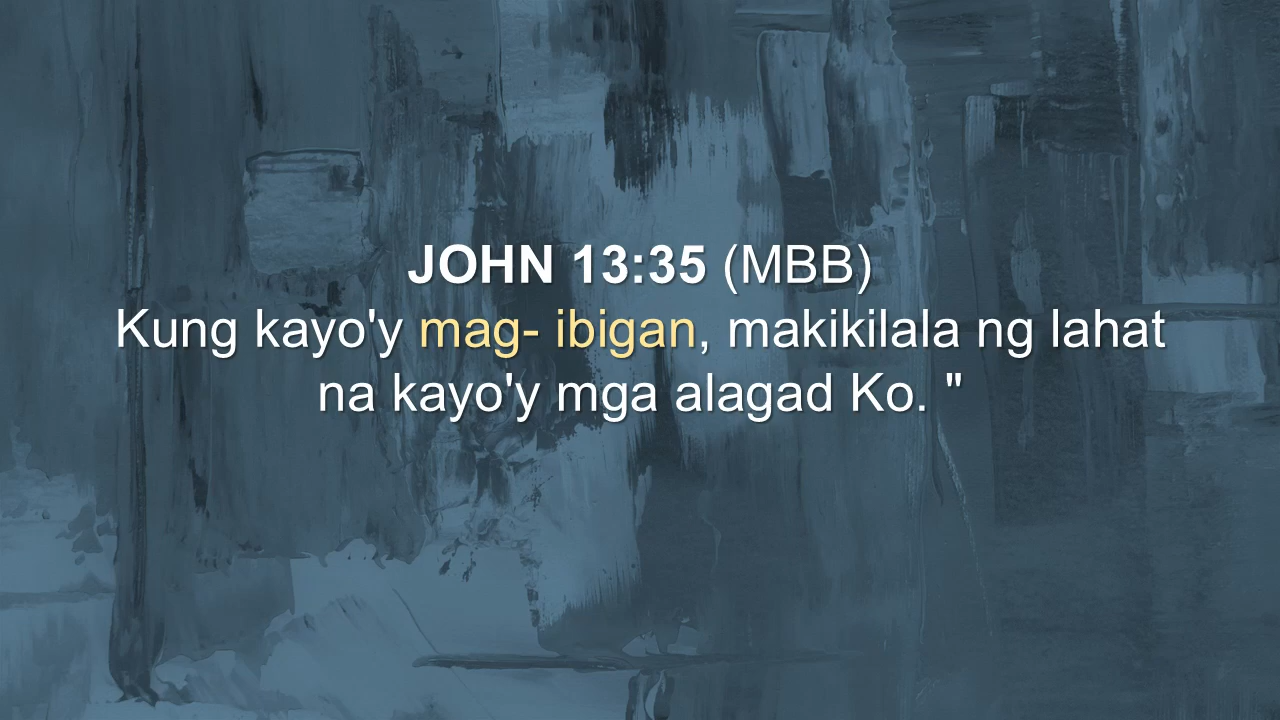 JOHN 13:35 (MBB)
Kung kayo'y mag- ibigan, makikilala ng lahat
na kayo'y mga alagad Ko. "